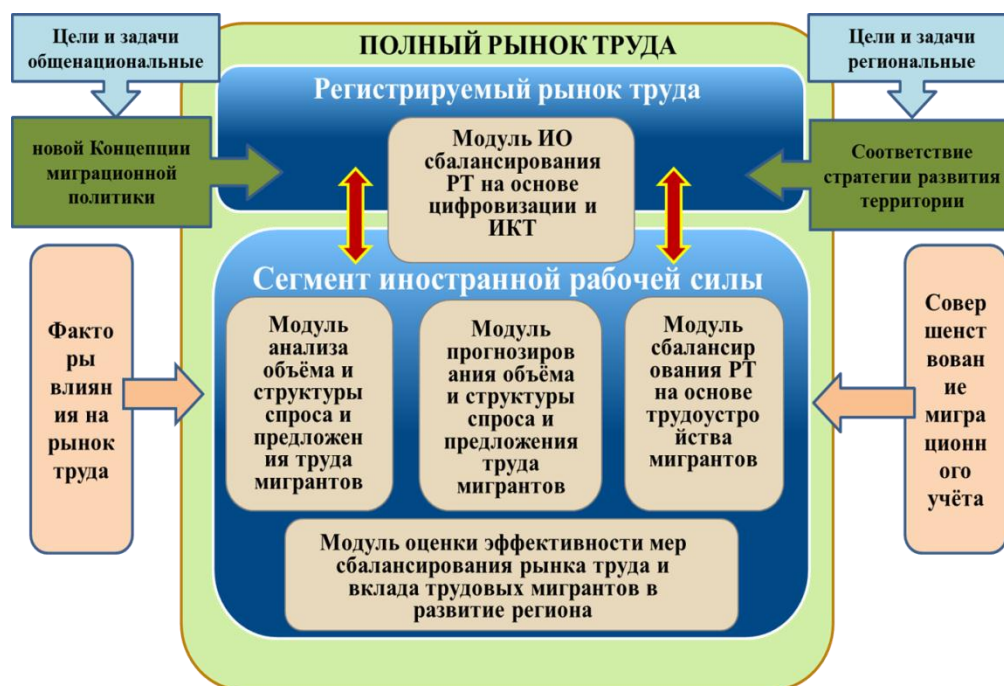 Цели и задачи
общенациональные
ПОЛНЫЙ РЫНОК ТРУДА
Цели и задачи
региональные
Регистрируемый рынок труда
новой Концепции
миграционной
политики
Модуль ИО
сбалансирования
РТ на основе
цифровизации и
ИКТ
Соответствие
стратегии развития
территории
Сегмент иностранной рабочей силы
Факто
ры
влиян
ия на
рынок
труда
Модуль
анализа
объёма и
структуры
спроса и
предложен
ия труда
мигрантов
Модуль
прогнозиров
ания объёма
и структуры
спроса и
предложения
труда
мигрантов
Модуль
сбалансир
ования РТ
на основе
трудоустро
йства
мигрантов
Совер
шенст
вован
ие
мигра
ционн
ого
учёта
Модуль оценки эффективности мер
сбалансирования рынка труда и
вклада трудовых мигрантов в
развитие региона